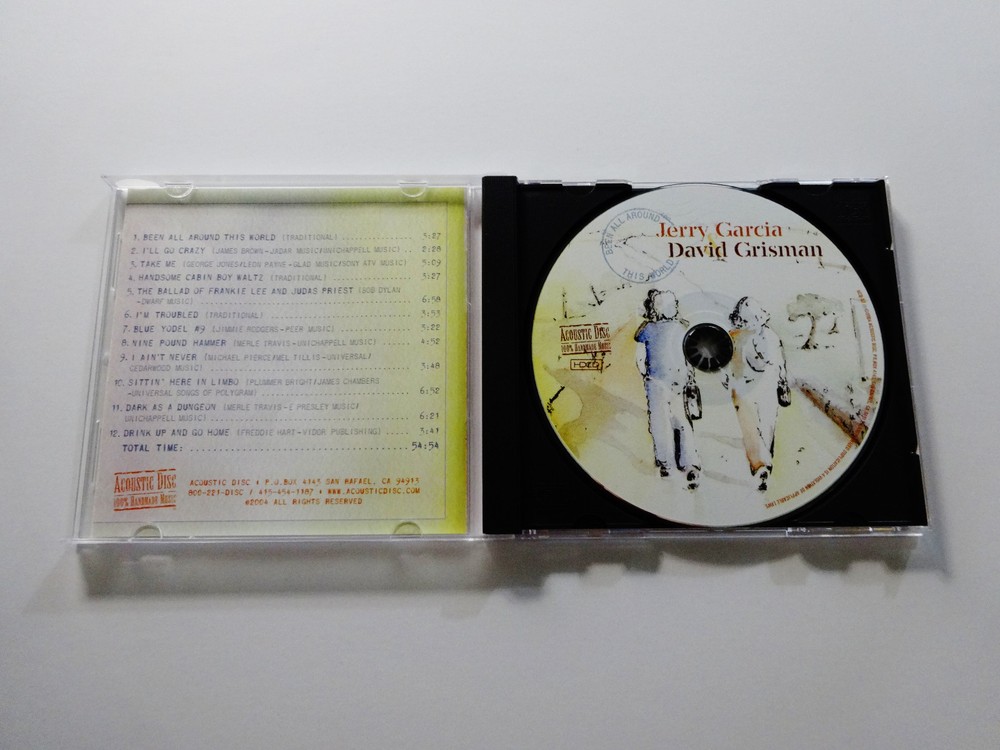 1. BEEN ALL AROUND THIS WORLD (TRADITIONAL) .................. 3:27
2. I'LL GO CRAZY (JAMES BROWN-JADAR MUSIC/UNICHAPPELL MUSIC) ..... 2:28
3. TAKE ME (GEORGE JONES/LEON PAYNE-GLAD MUSIC/SONY ATV MUSIC) 5:09
4. HANDSOME CABIN BOY WALTZ (TRADITIONAL) .................. 3:27
5. THE BALLAD OF FRANKIE LEE AND JUDAS PRIEST (BOB DYLAN
-DWARF MUSIC) .................. 6:58
6. I'M TROUBLED (TRADITIONAL) .................. 3:53
7. BLUE YODEL #9 (JIMMIE RODGERS-PEER MUSIC) .................. 5:22
8. NINE POUND HAMMER (MERLE TRAVIS-UNICHAPPELL MUSIC) .......... 4:52
9. I AIN'T NEVER (MICHAEL PIERCE/MEL TILLIS-UNIVERSAL/
CEDARWOOD MUSIC) .................. 3:48
10. SITTIN' HERE IN LIMBO (PLUMMER BRIGHT/JAMES CHAMBERS
-UNIVERSAL SONGS OF POLYGRAM) .................. 6:52
11. DARK AS A DUNGEON (MERLE TRAVIS-E PRESLEY MUSIC/
UNICHAPPELL MUSIC) .................. 6:21
12. DRINK UP AND GO HOME (FREDDIE HART-VIDOR PUBLISHING) ..... 3:41
TOTAL TIME: .................. 54:54
ACOUSTIC DISC
100% HANDMADE MUSIC
ACOUSTIC DISC • P.O.BOX 4143 SAN RAFAEL, CA 94913
800-221-DISC / 415-454-1187 • WWW.ACOUSTICDISC.COM
©2004 ALL RIGHTS RESERVED
BEEN ALL AROUND
THIS WORLD
Jerry Garcia
David Grisman
ACOUSTIC DISC
100% HANDMADE MUSIC
HDCD